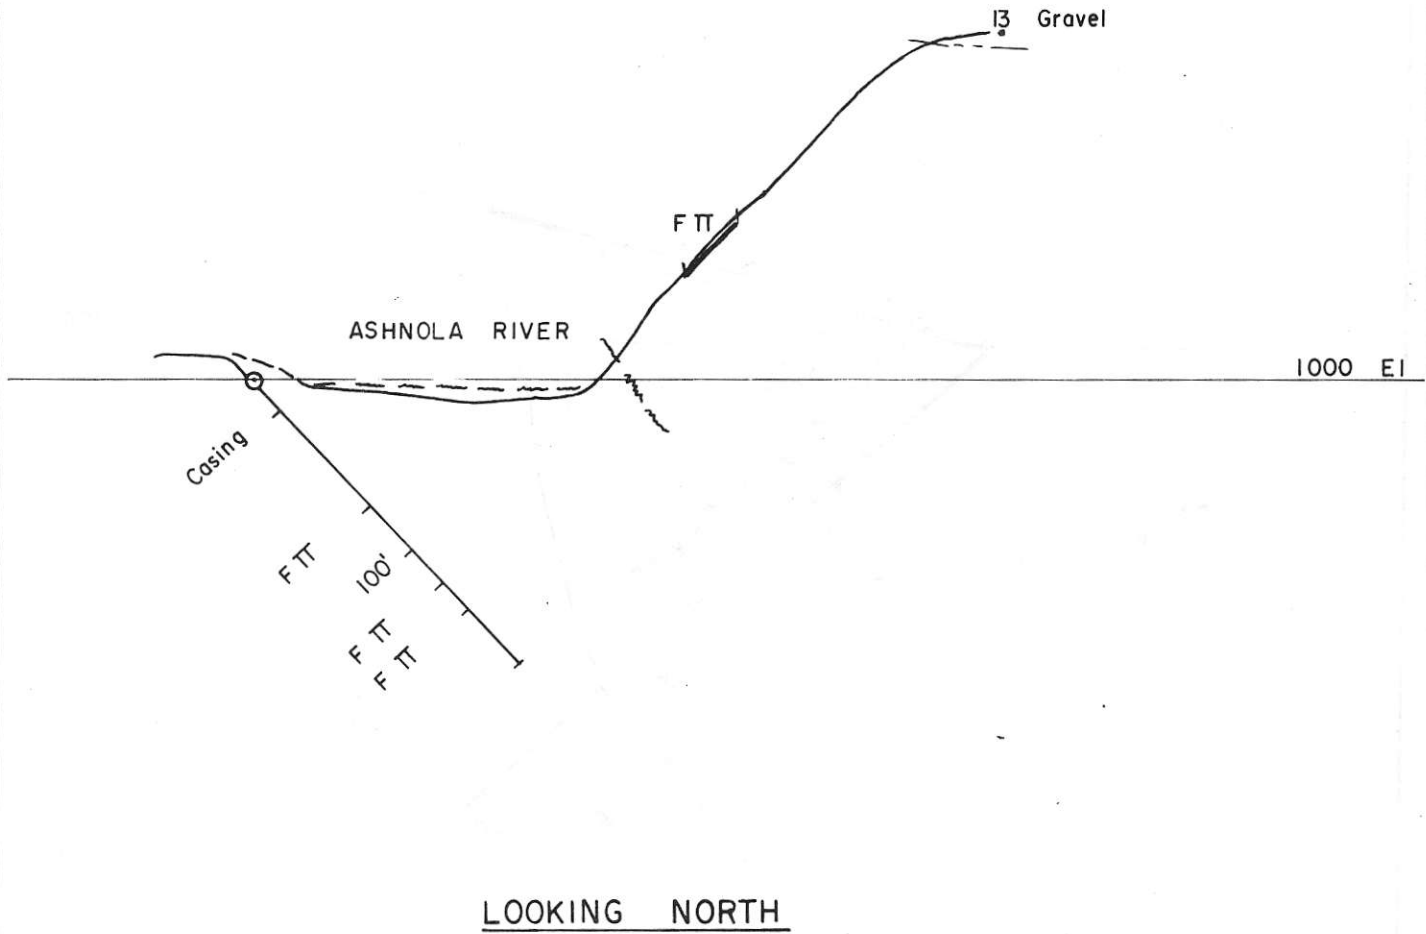 13 Gravel
F π
ASHNOLA RIVER
1000 El
Casing
F π
100'
F π
F π
LOOKING NORTH